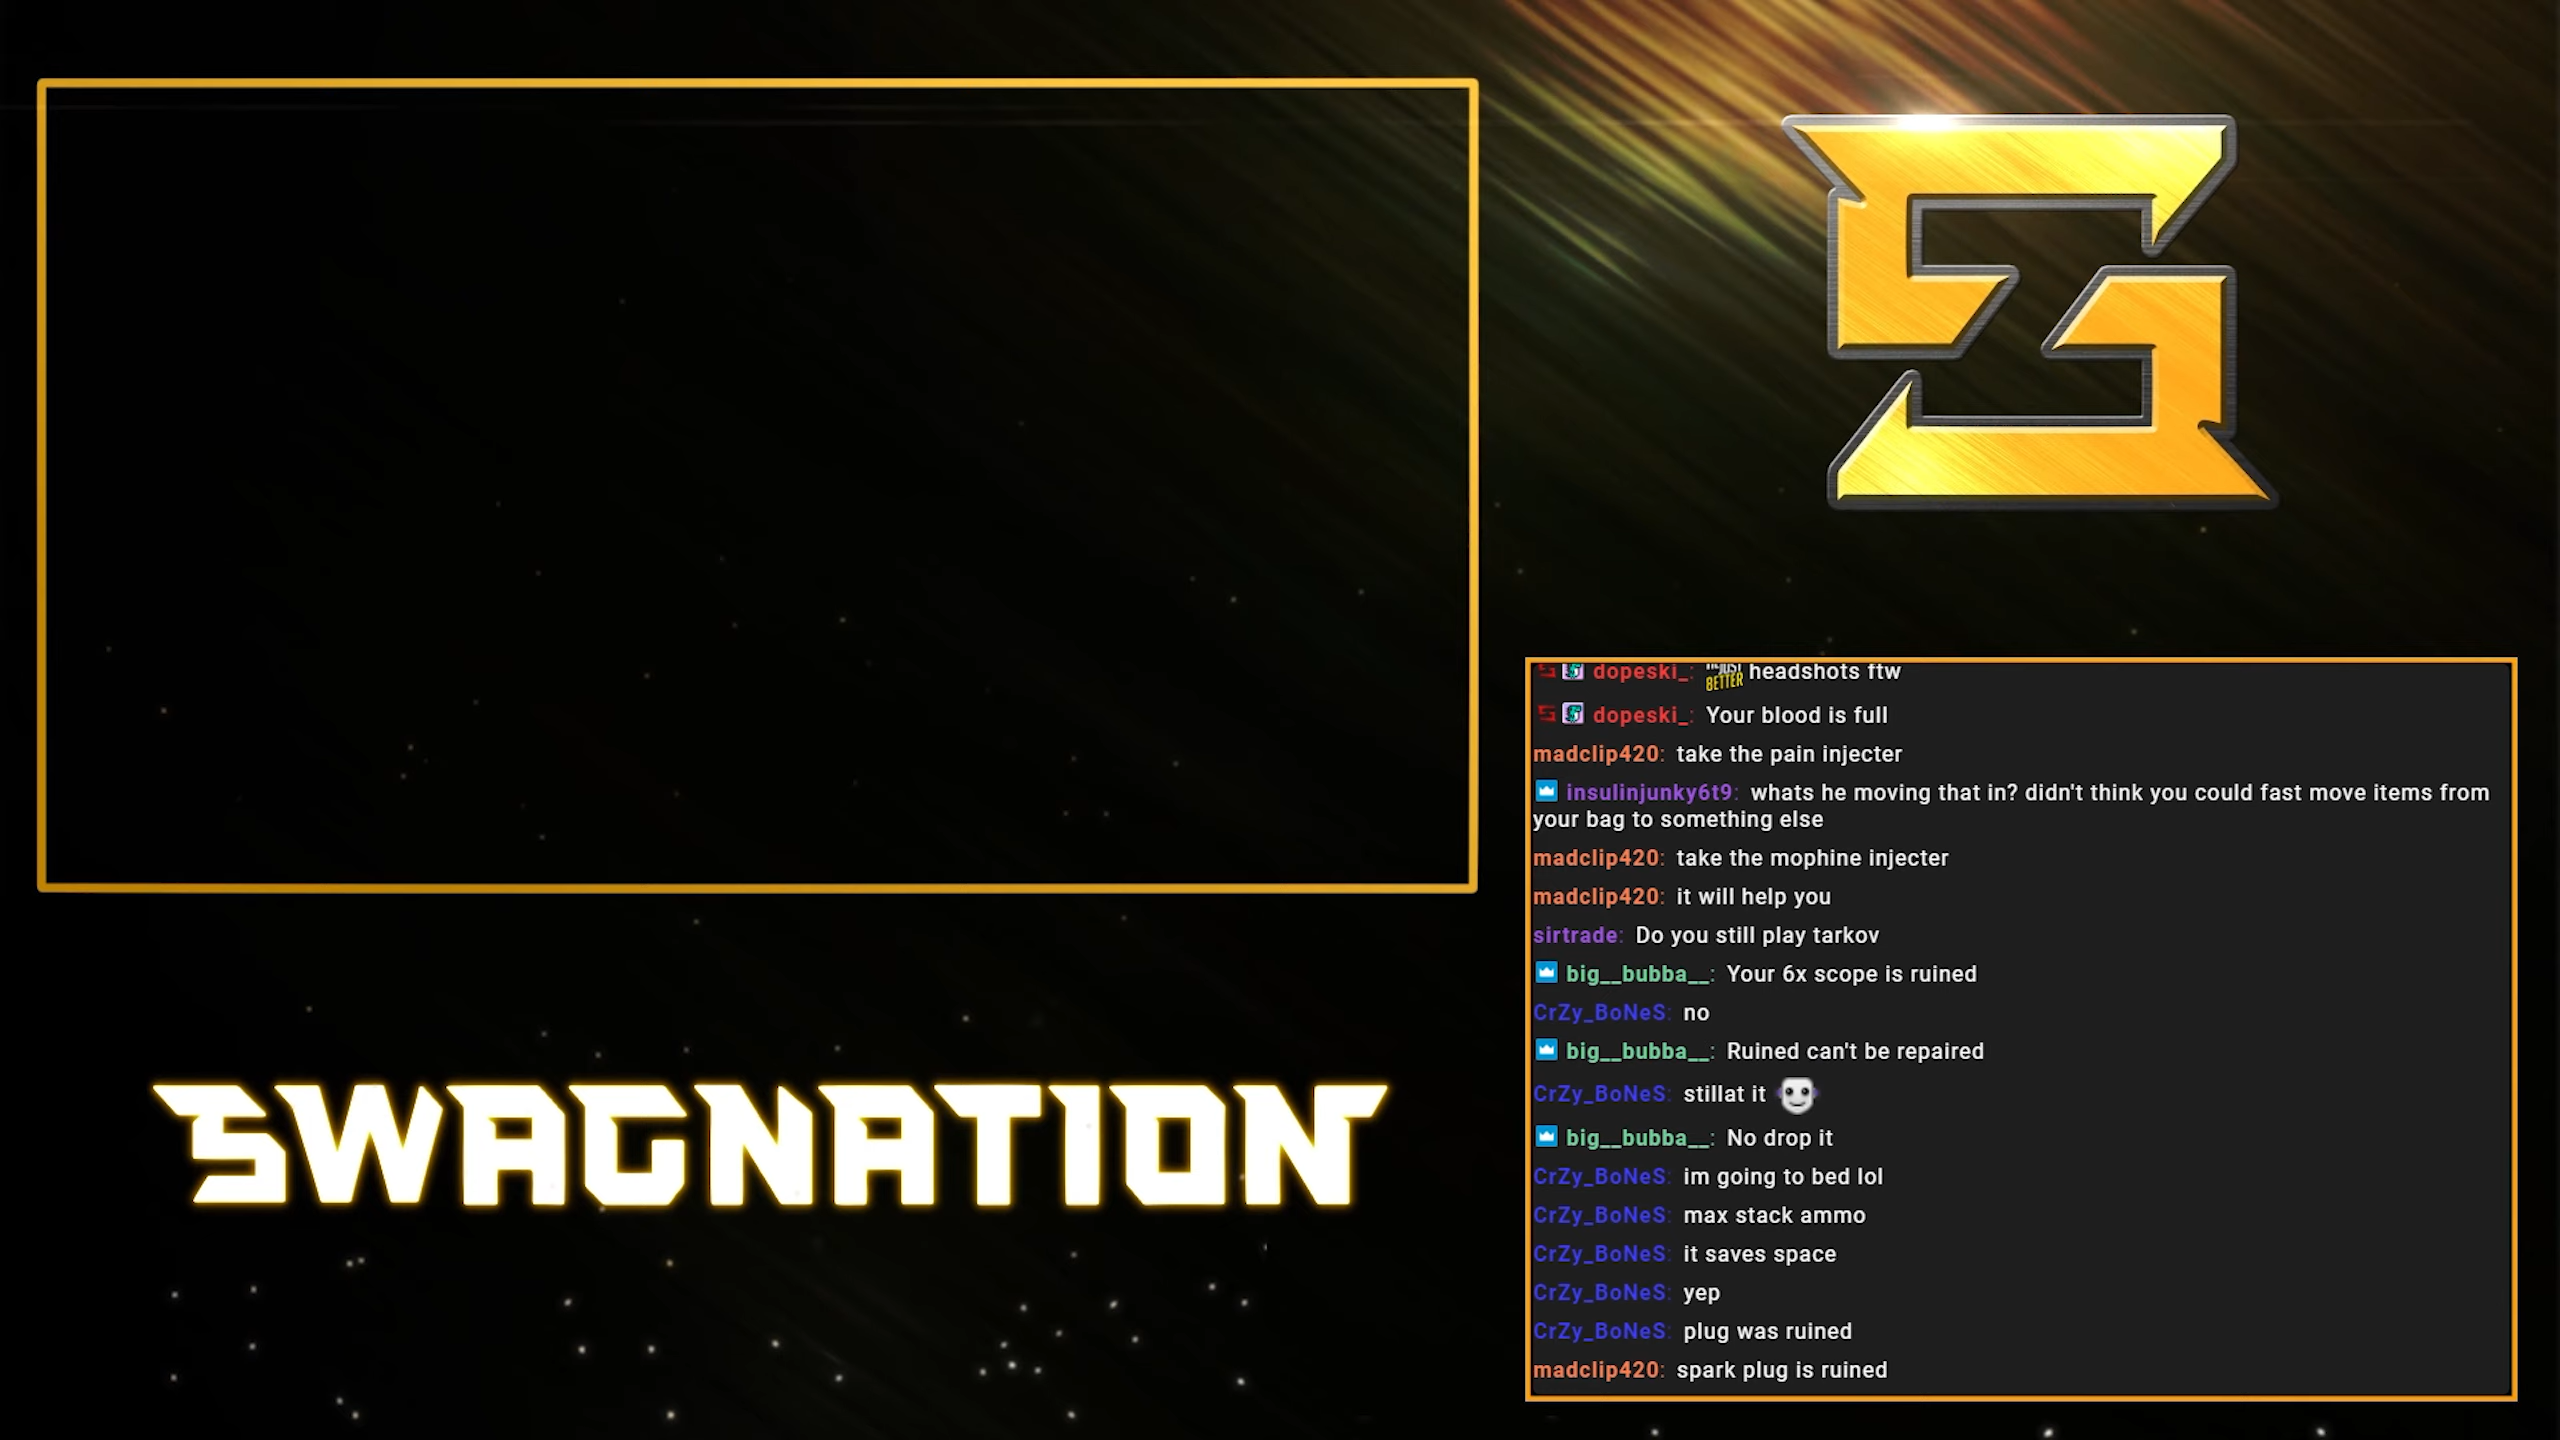 dopeski_: BETTER headshots ftw
dopeski_: Your blood is full
madclip420: take the pain injecter
insulinjunky6t9: whats he moving that in? didn't think you could fast move items from
your bag to something else
madclip420: take the mophine injecter
madclip420: it will help you
sirtrade: Do you still play tarkov
big__bubba__: Your 6x scope is ruined
CrZy_BoNeS: no
big__bubba__: Ruined can't be repaired
CrZy_BoNeS: stillat it
big__bubba__: No drop it
CrZy_BoNeS: im going to bed lol
CrZy_BoNeS: max stack ammo
CrZy_BoNeS: it saves space
CrZy_BoNeS: yep
CrZy_BoNeS: plug was ruined
madclip420: spark plug is ruined
SWAGNATION